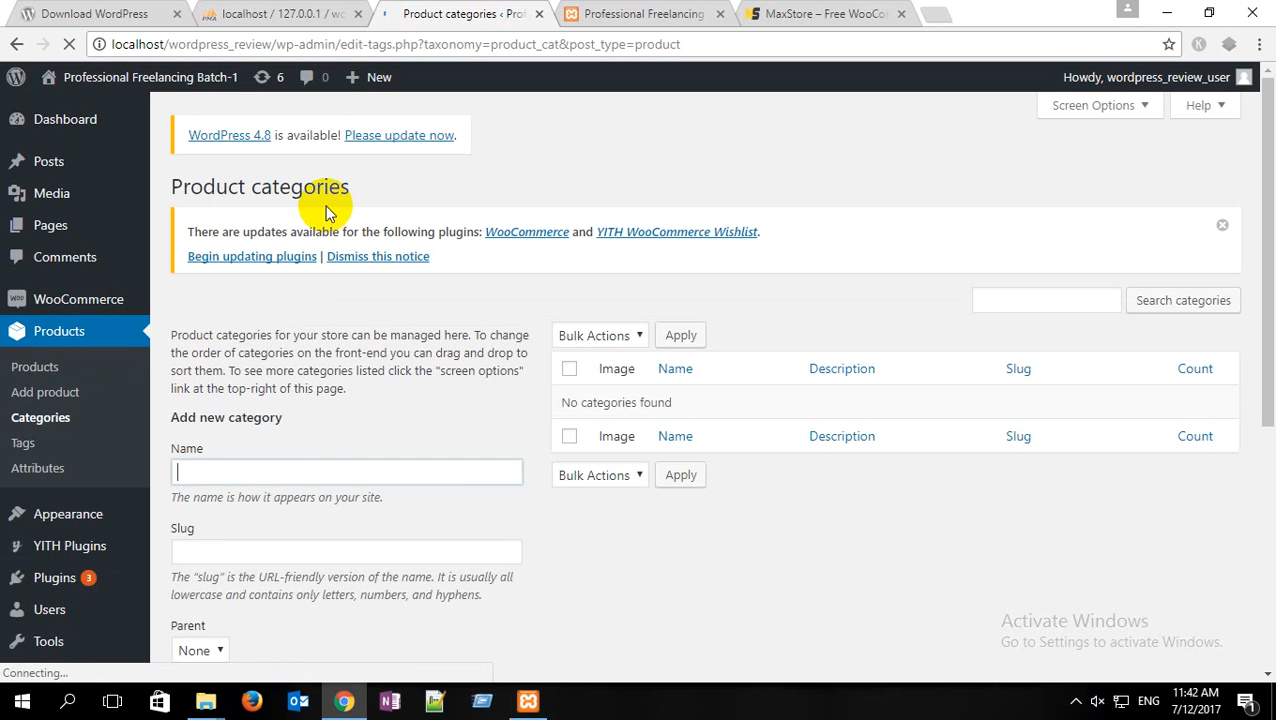 Download WordPress
localhost / 127.0.0.1 / wc
Product categories ‹ Prof
Professional Freelancing
MaxStore – Free WooCom
localhost/wordpress_review/wp-admin/edit-tags.php?taxonomy=product_cat&post_type=product
Professional Freelancing Batch-1
6
0
New
Howdy, wordpress_review_user
Screen Options
Help
Dashboard
Posts
Media
Pages
Comments
WooCommerce
Products
Products
Add product
Categories
Tags
Attributes
Appearance
YITH Plugins
Plugins 3
Users
Tools
WordPress 4.8 is available! Please update now.
Product categories
There are updates available for the following plugins: WooCommerce and YITH WooCommerce Wishlist.
Begin updating plugins | Dismiss this notice
Search categories
Product categories for your store can be managed here. To change
the order of categories on the front-end you can drag and drop to
sort them. To see more categories listed click the "screen options"
link at the top-right of this page.
Add new category
Name
The name is how it appears on your site.
Slug
The “slug” is the URL-friendly version of the name. It is usually all
lowercase and contains only letters, numbers, and hyphens.
Parent
None
Bulk Actions Apply
Image Name Description Slug Count
No categories found
Image Name Description Slug Count
Bulk Actions Apply
Activate Windows
Go to Settings to activate Windows.
Connecting...
ENG
11:42 AM
7/12/2017